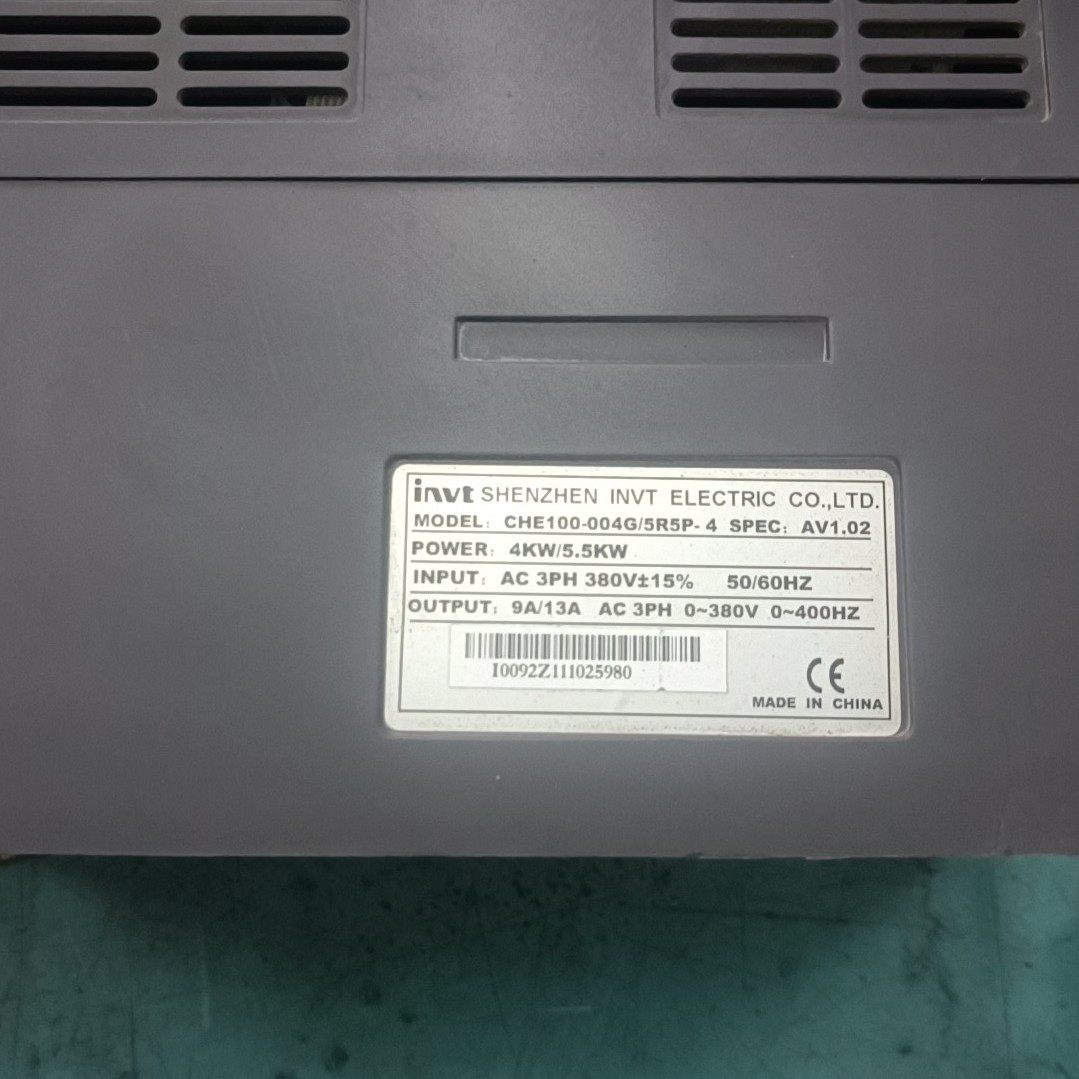 invt SHENZHEN INVT ELECTRIC CO.,LTD.
MODEL: CHE100-004G/5R5P-4 SPEC: AV1.02
POWER: 4KW/5.5KW
INPUT: AC 3PH 380V±15% 50/60HZ
OUTPUT: 9A/13A AC 3PH 0~380V 0~400HZ
I0092Z111025980
CE
MADE IN CHINA